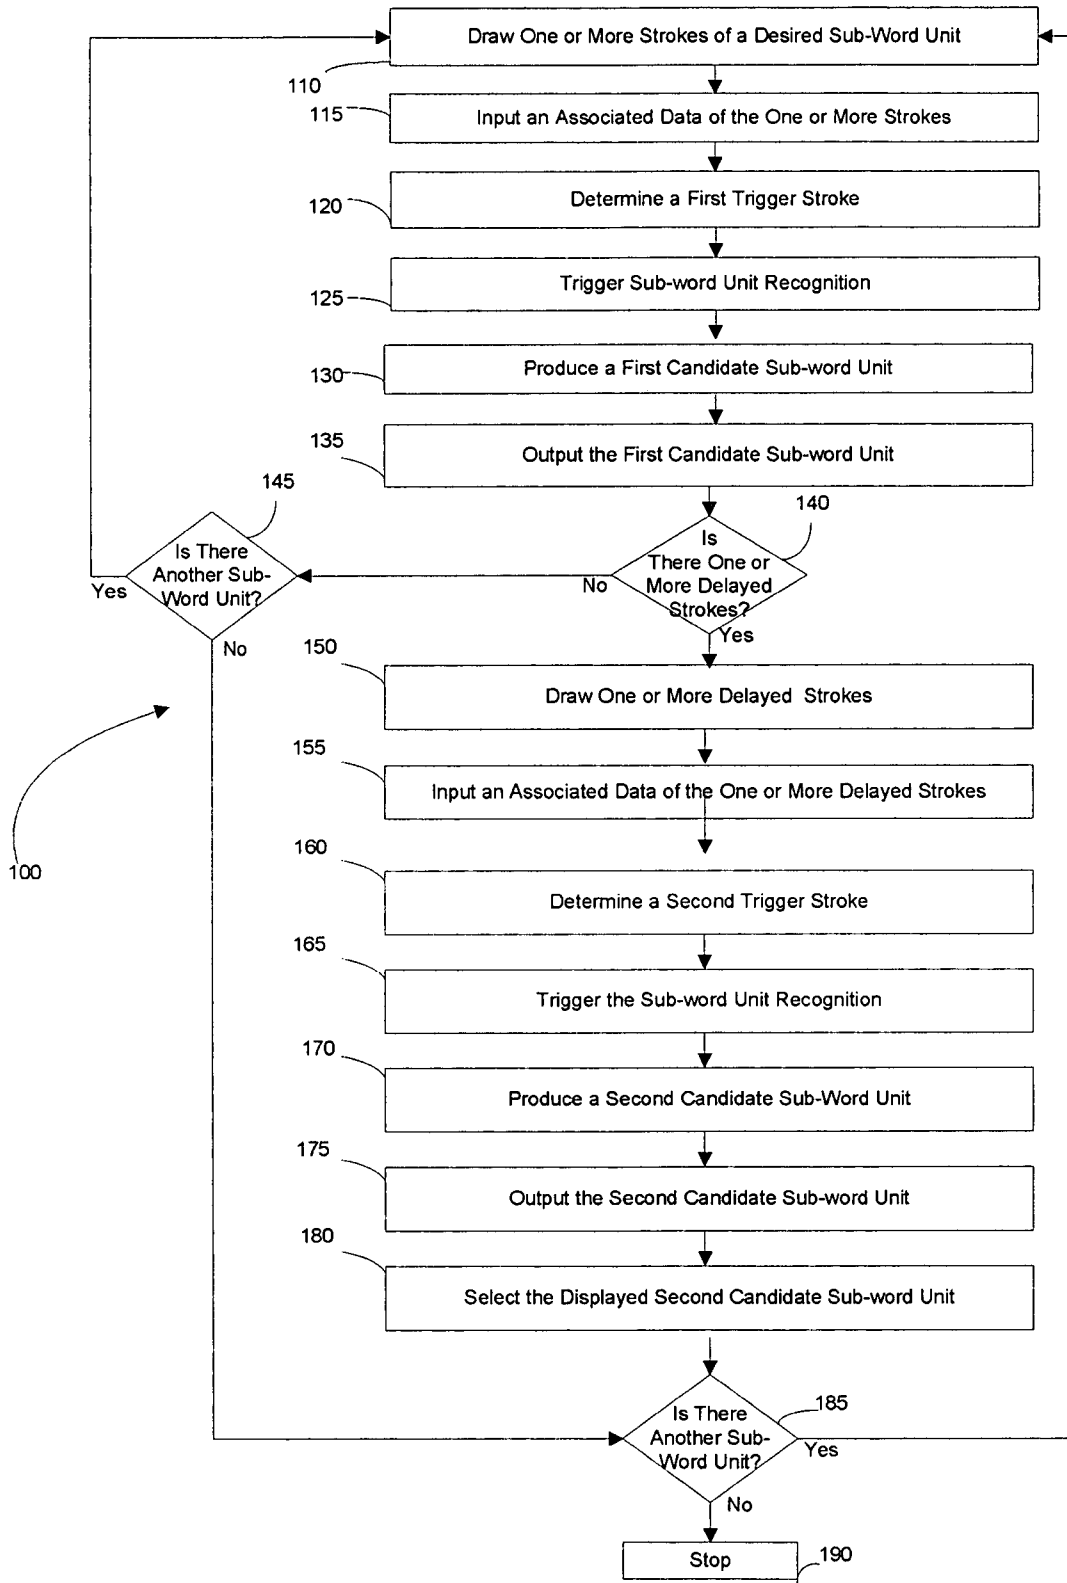 Draw One or More Strokes of a Desired Sub-Word Unit
110
115
Input an Associated Data of the One or More Strokes
120
Determine a First Trigger Stroke
125
Trigger Sub-word Unit Recognition
130
Produce a First Candidate Sub-word Unit
135
Output the First Candidate Sub-word Unit
145
140
Is There
Another Sub-
Word Unit?
Yes
No
Is
There One or
More Delayed
Strokes?
No
Yes
150
Draw One or More Delayed Strokes
155
Input an Associated Data of the One or More Delayed Strokes
100
160
Determine a Second Trigger Stroke
165
Trigger the Sub-word Unit Recognition
170
Produce a Second Candidate Sub-Word Unit
175
Output the Second Candidate Sub-word Unit
180
Select the Displayed Second Candidate Sub-word Unit
185
Is There
Another Sub-
Word Unit?
Yes
No
Stop
190